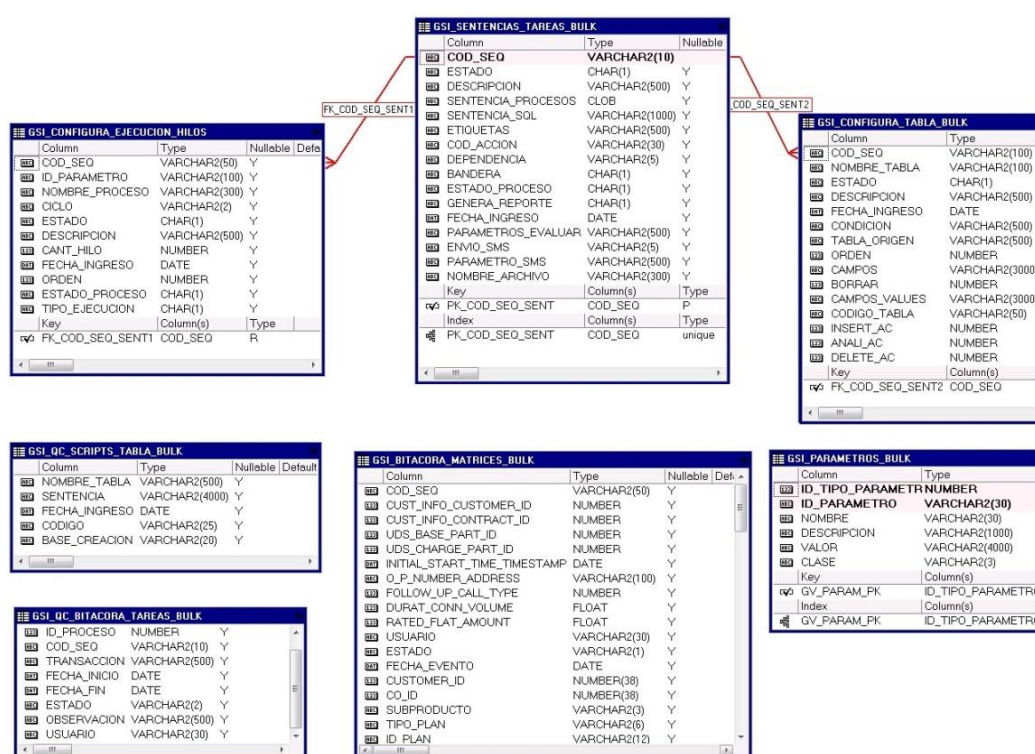 GSI_SENTENCIAS_TAREAS_BULK
Column Type Nullable
COD_SEQ VARCHAR2(10)
ESTADO CHAR(1) Y
DESCRIPCION VARCHAR2(500) Y
SENTENCIA_PROCESOS CLOB Y
SENTENCIA_SQL VARCHAR2(1000) Y
ETIQUETAS VARCHAR2(500) Y
COD_ACCION VARCHAR2(30) Y
DEPENDENCIA VARCHAR2(5) Y
BANDERA CHAR(1) Y
ESTADO_PROCESO CHAR(1) Y
GENERA_REPORTE CHAR(1) Y
FECHA_INGRESO DATE Y
PARAMETROS_EVALUAR VARCHAR2(500) Y
ENVIO_SMS VARCHAR2(5) Y
PARAMETRO_SMS VARCHAR2(500) Y
NOMBRE_ARCHIVO VARCHAR2(300) Y
Key Column(s) Type
PK_COD_SEQ_SENT COD_SEQ P
Index Column(s) Type
PK_COD_SEQ_SENT COD_SEQ unique
FK_COD_SEQ_SENT1
_COD_SEQ_SENT2
GSI_CONFIGURA_EJECUCION_HILOS
Column Type Nullable Defa
COD_SEQ VARCHAR2(50) Y
ID_PARAMETRO VARCHAR2(100) Y
NOMBRE_PROCESO VARCHAR2(300) Y
CICLO VARCHAR2(2) Y
ESTADO CHAR(1) Y
DESCRIPCION VARCHAR2(500) Y
CANT_HILO NUMBER Y
FECHA_INGRESO DATE Y
ORDEN NUMBER Y
ESTADO_PROCESO CHAR(1) Y
TIPO_EJECUCION CHAR(1) Y
Key Column(s) Type
FK_COD_SEQ_SENT1 COD_SEQ R
GSI_CONFIGURA_TABLA_BULK
Column Type
COD_SEQ VARCHAR2(100)
NOMBRE_TABLA VARCHAR2(100)
ESTADO CHAR(1)
DESCRIPCION VARCHAR2(500)
FECHA_INGRESO DATE
CONDICION VARCHAR2(500)
TABLA_ORIGEN VARCHAR2(500)
ORDEN NUMBER
CAMPOS VARCHAR2(3000
BORRAR NUMBER
CAMPOS_VALUES VARCHAR2(3000
CODIGO_TABLA VARCHAR2(50)
INSERT_AC NUMBER
ANALI_AC NUMBER
DELETE_AC NUMBER
Key Column(s)
FK_COD_SEQ_SENT2 COD_SEQ
GSI_QC_SCRIPTS_TABLA_BULK
Column Type Nullable Default
NOMBRE_TABLA VARCHAR2(500) Y
SENTENCIA VARCHAR2(4000) Y
FECHA_INGRESO DATE Y
CODIGO VARCHAR2(25) Y
BASE_CREACION VARCHAR2(20) Y
GSI_BITACORA_MATRICES_BULK
Column Type Nullable Defa
COD_SEQ VARCHAR2(50) Y
CUST_INFO_CUSTOMER_ID NUMBER Y
CUST_INFO_CONTRACT_ID NUMBER Y
UDS_BASE_PART_ID NUMBER Y
UDS_CHARGE_PART_ID NUMBER Y
INITIAL_START_TIME_TIMESTAMP DATE Y
O_P_NUMBER_ADDRESS VARCHAR2(100) Y
FOLLOW_UP_CALL_TYPE NUMBER Y
DURAT_CONN_VOLUME FLOAT Y
RATED_FLAT_AMOUNT FLOAT Y
USUARIO VARCHAR2(30) Y
ESTADO VARCHAR2(1) Y
FECHA_EVENTO DATE Y
CUSTOMER_ID NUMBER(38) Y
CO_ID NUMBER(38) Y
SUBPRODUCTO VARCHAR2(3) Y
TIPO_PLAN VARCHAR2(6) Y
ID_PLAN VARCHAR2(12) Y
GSI_PARAMETROS_BULK
Column Type
ID_TIPO_PARAMETR NUMBER
ID_PARAMETRO VARCHAR2(30)
NOMBRE VARCHAR2(30)
DESCRIPCION VARCHAR2(1000)
VALOR VARCHAR2(4000)
CLASE VARCHAR2(3)
Key Column(s)
GV_PARAM_PK ID_TIPO_PARAMETRO
Index Column(s)
GV_PARAM_PK ID_TIPO_PARAMETRO
GSI_QC_BITACORA_TAREAS_BULK
ID_PROCESO NUMBER Y
COD_SEQ VARCHAR2(10) Y
TRANSACCION VARCHAR2(500) Y
FECHA_INICIO DATE Y
FECHA_FIN DATE Y
ESTADO VARCHAR2(2) Y
OBSERVACION VARCHAR2(500) Y
USUARIO VARCHAR2(30) Y